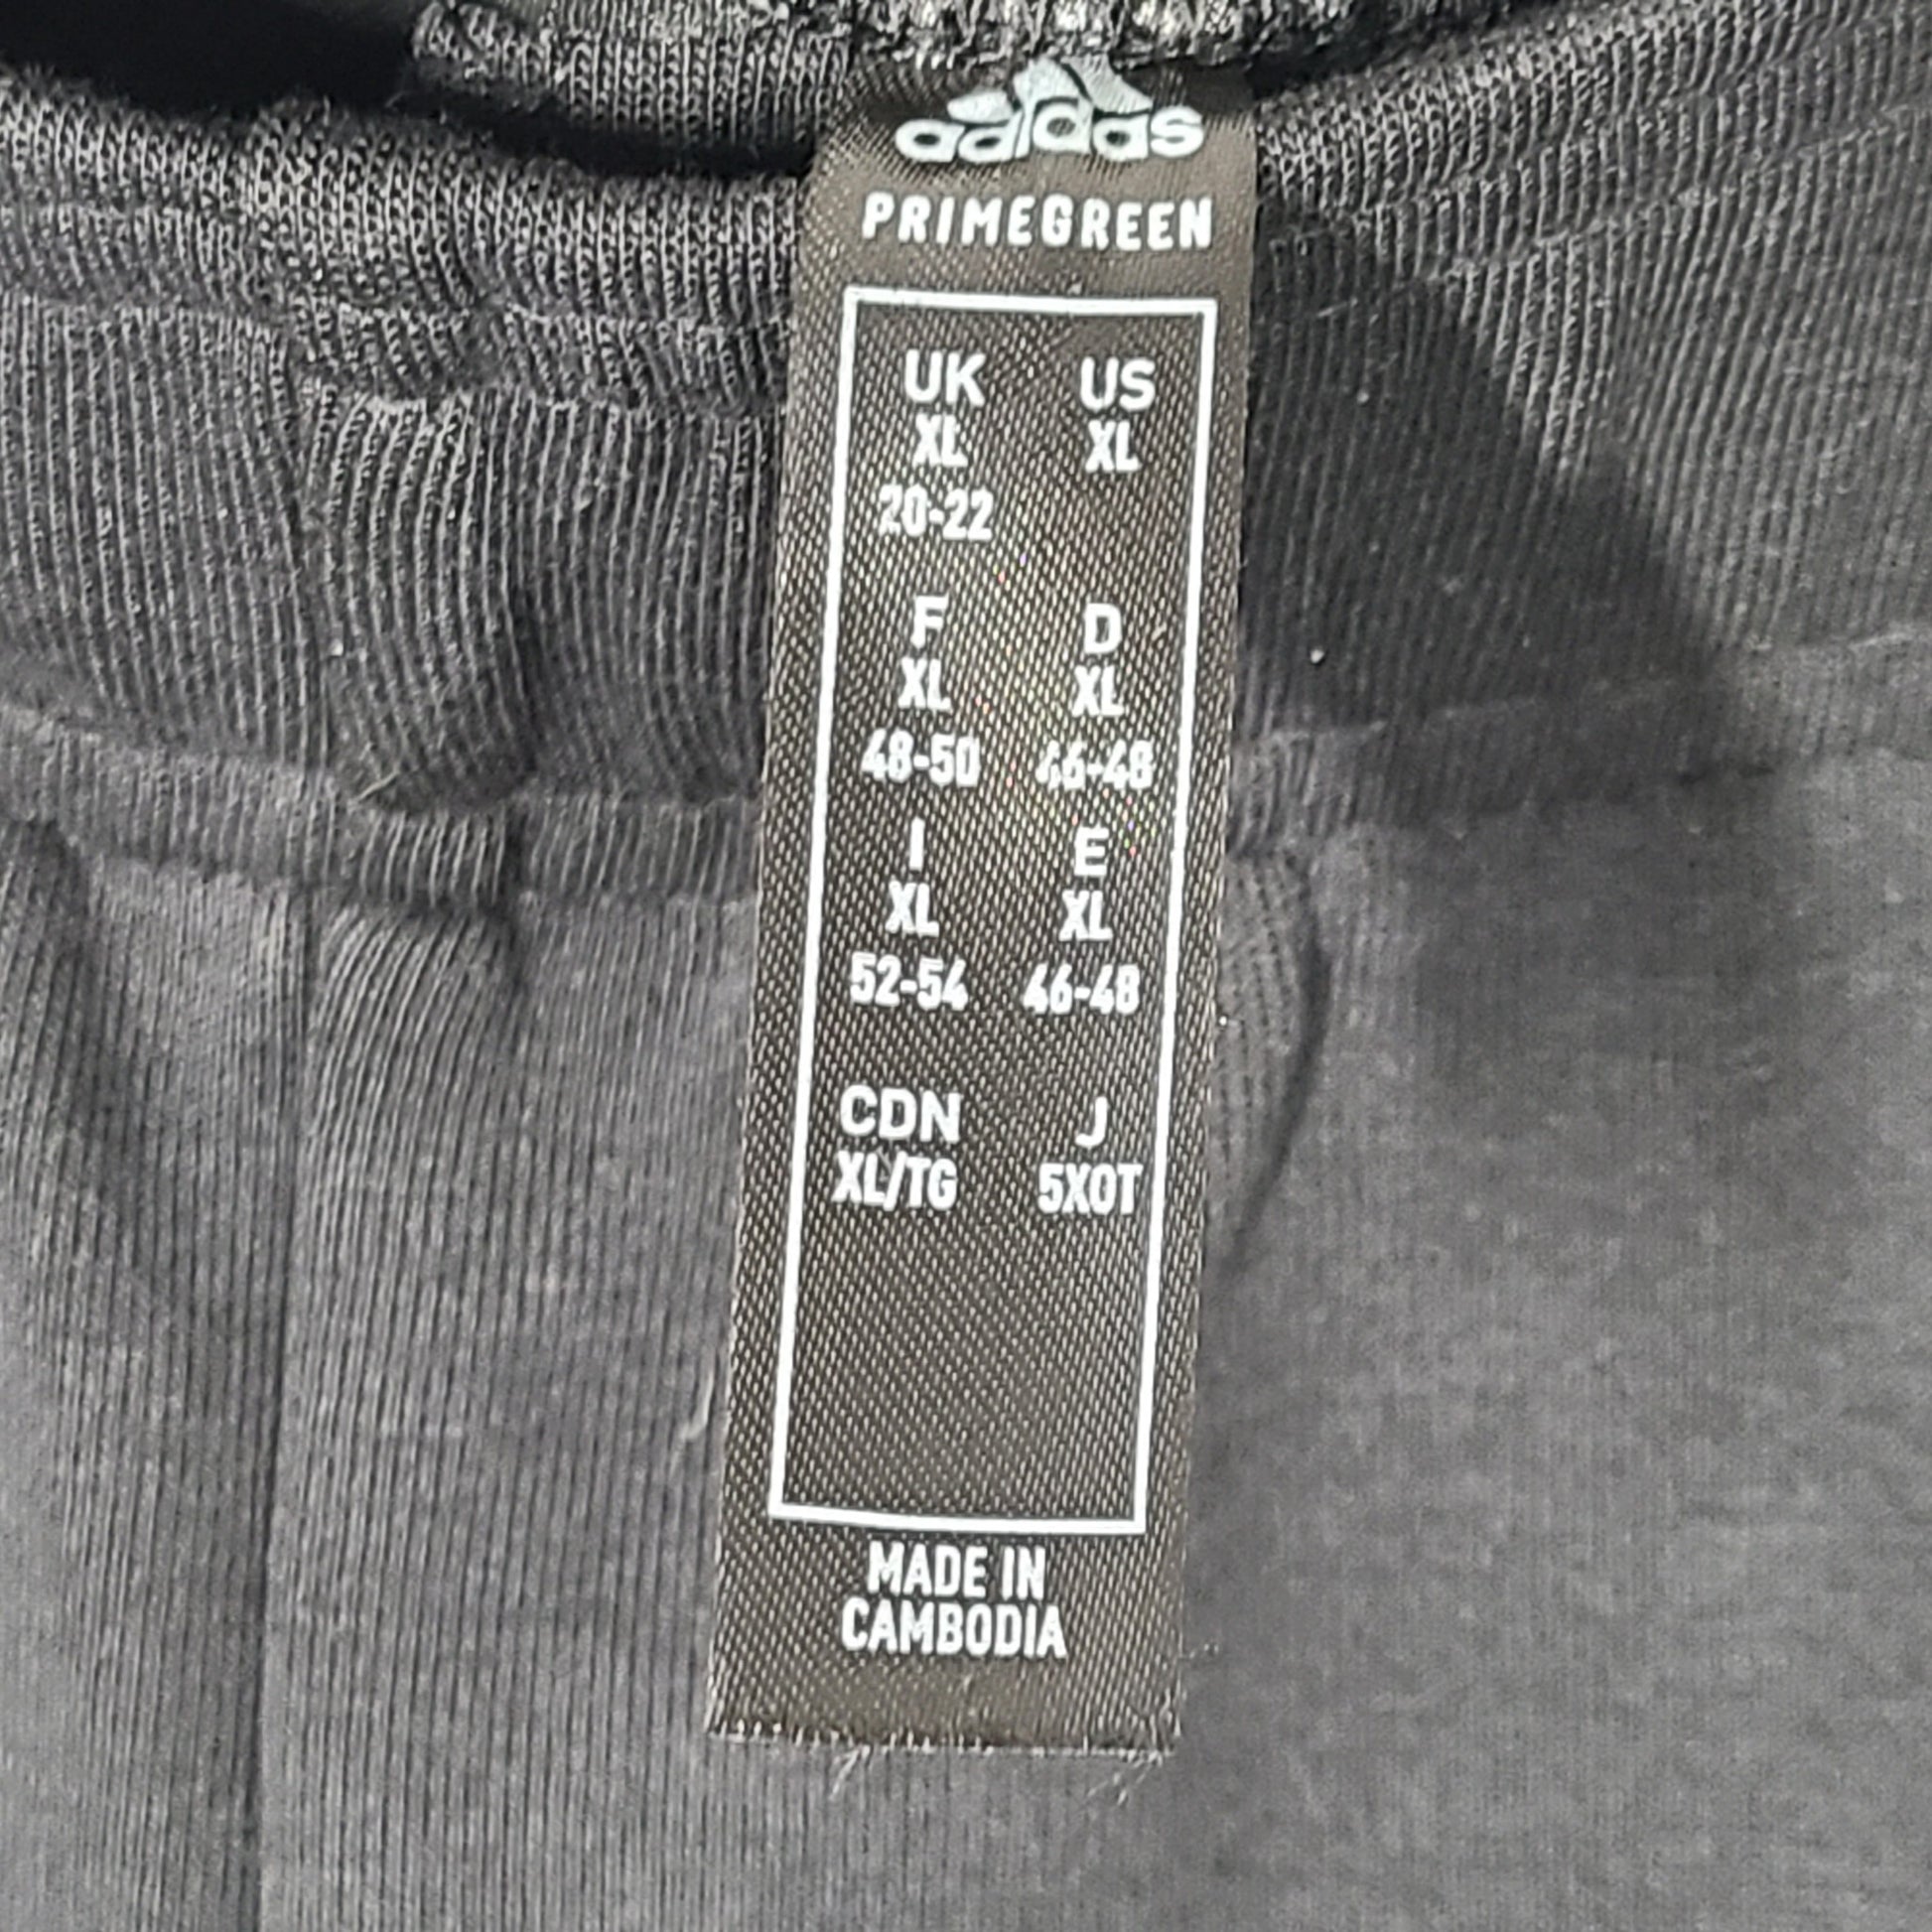 adidas
PRIMEGREEN
UK US
XL XL
20-22
F D
XL XL
48-50 46-48
I E
XL XL
52-54 46-48
CDN J
XL/TG 5XOT
MADE IN
CAMBODIA